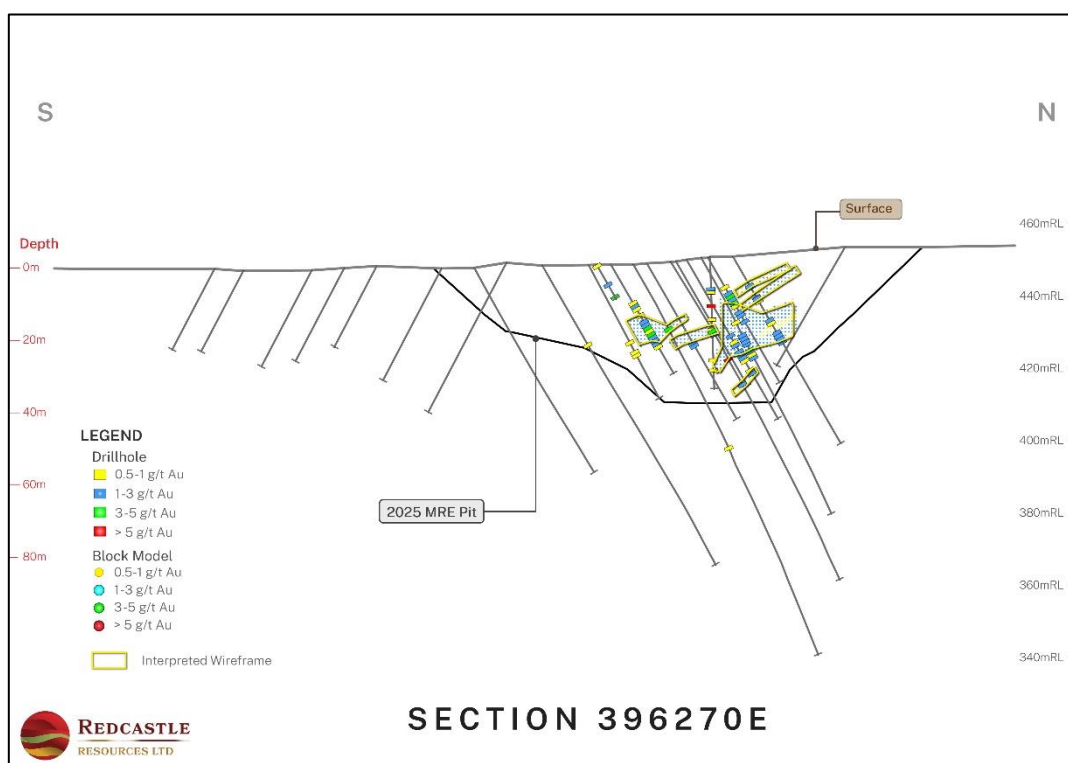 S
N
Surface
460mRL
Depth
0m
440mRL
20m
420mRL
40m
400mRL
LEGEND
Drillhole
0.5-1 g/t Au
1-3 g/t Au
3-5 g/t Au
> 5 g/t Au
60m
2025 MRE Pit
380mRL
80m
Block Model
0.5-1 g/t Au
1-3 g/t Au
3-5 g/t Au
> 5 g/t Au
360mRL
Interpreted Wireframe
340mRL
REDCASTLE
RESOURCES LTD
SECTION 396270E